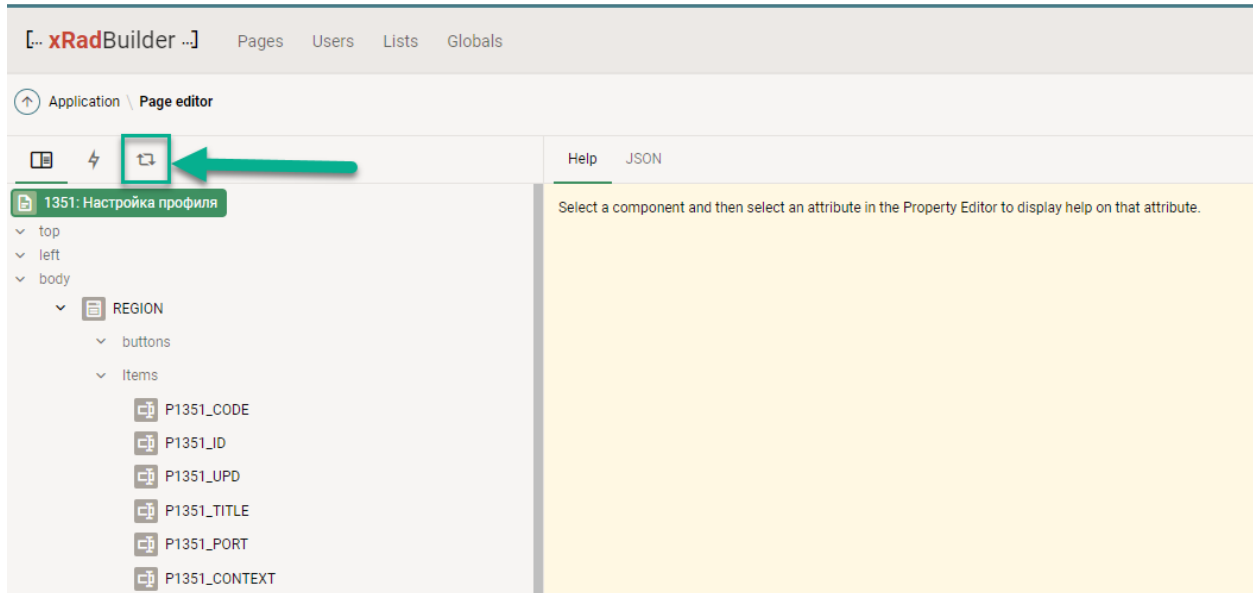 [... xRadBuilder ...] Pages Users Lists Globals
Application \ Page editor
Help JSON
1351: Настройка профиля
Select a component and then select an attribute in the Property Editor to display help on that attribute.
top
left
body
REGION
buttons
Items
P1351_CODE
P1351_ID
P1351_UPD
P1351_TITLE
P1351_PORT
P1351_CONTEXT